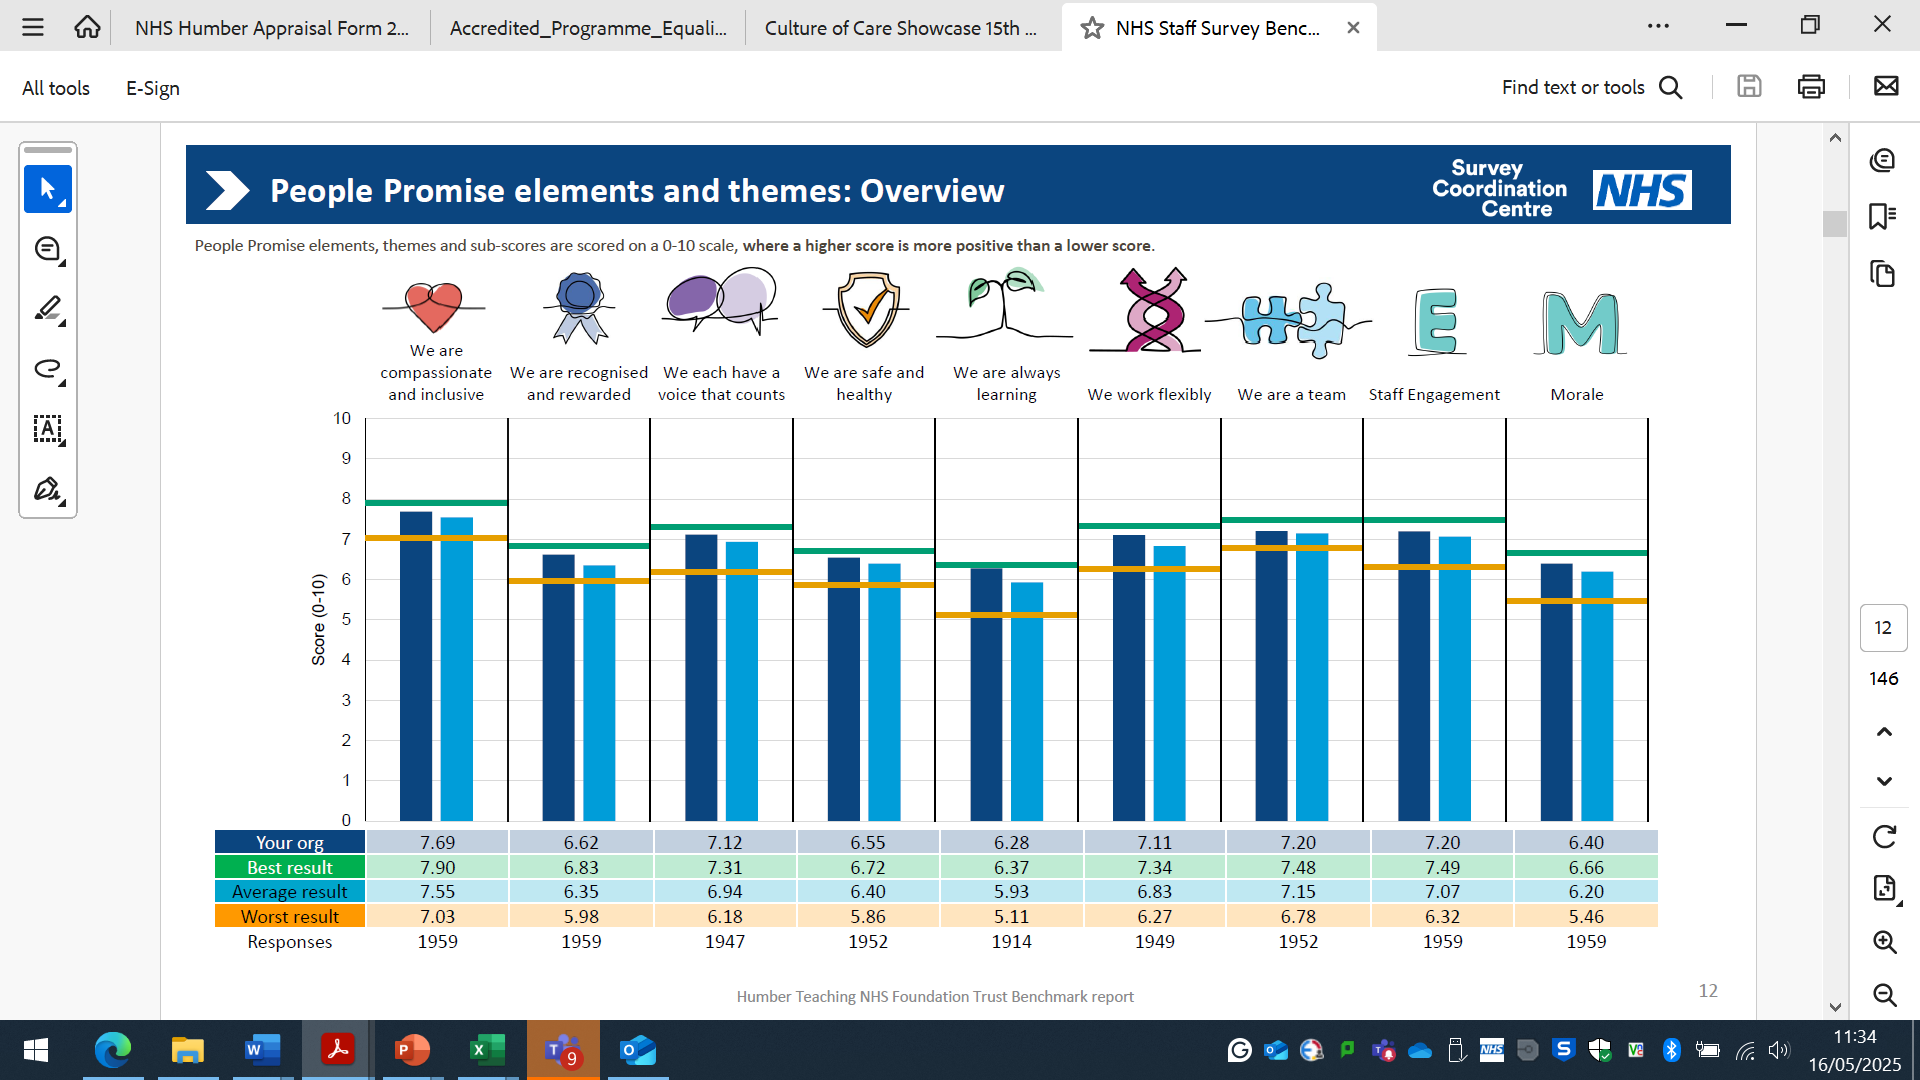 NHS Humber Appraisal Form 2...
Accredited_Programme_Equali...
Culture of Care Showcase 15th ...
NHS Staff Survey Benc...
All tools
E-Sign
Find text or tools
People Promise elements and themes: Overview
Survey
Coordination
Centre
NHS
People Promise elements, themes and sub-scores are scored on a 0-10 scale, where a higher score is more positive than a lower score.
E
M
We are
compassionate
and inclusive
We are recognised
and rewarded
We each have a
voice that counts
We are safe and
healthy
We are always
learning
We work flexibly
We are a team
Staff Engagement
Morale
Score (0-10)
10
9
8
7
6
5
4
3
2
1
0
Your org 7.69 6.62 7.12 6.55 6.28 7.11 7.20 7.20 6.40
Best result 7.90 6.83 7.31 6.72 6.37 7.34 7.48 7.49 6.66
Average result 7.55 6.35 6.94 6.40 5.93 6.83 7.15 7.07 6.20
Worst result 7.03 5.98 6.18 5.86 5.11 6.27 6.78 6.32 5.46
Responses 1959 1959 1947 1952 1914 1949 1952 1959 1959
Humber Teaching NHS Foundation Trust Benchmark report
12
12
146
9
NHS
11:34
16/05/2025